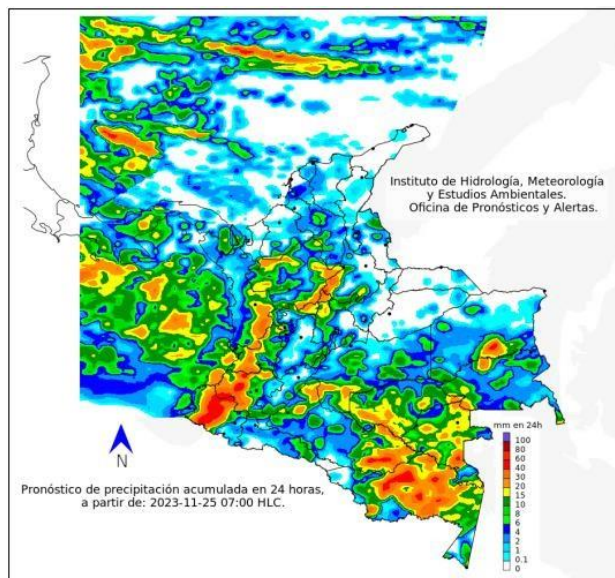 Instituto de Hidrología, Meteorología
y Estudios Ambientales.
Oficina de Pronósticos y Alertas.
mm en 24h
100
80
60
40
30
20
15
10
8
6
4
2
1
0.1
0
N
Pronóstico de precipitación acumulada en 24 horas,
a partir de: 2023-11-25 07:00 HLC.